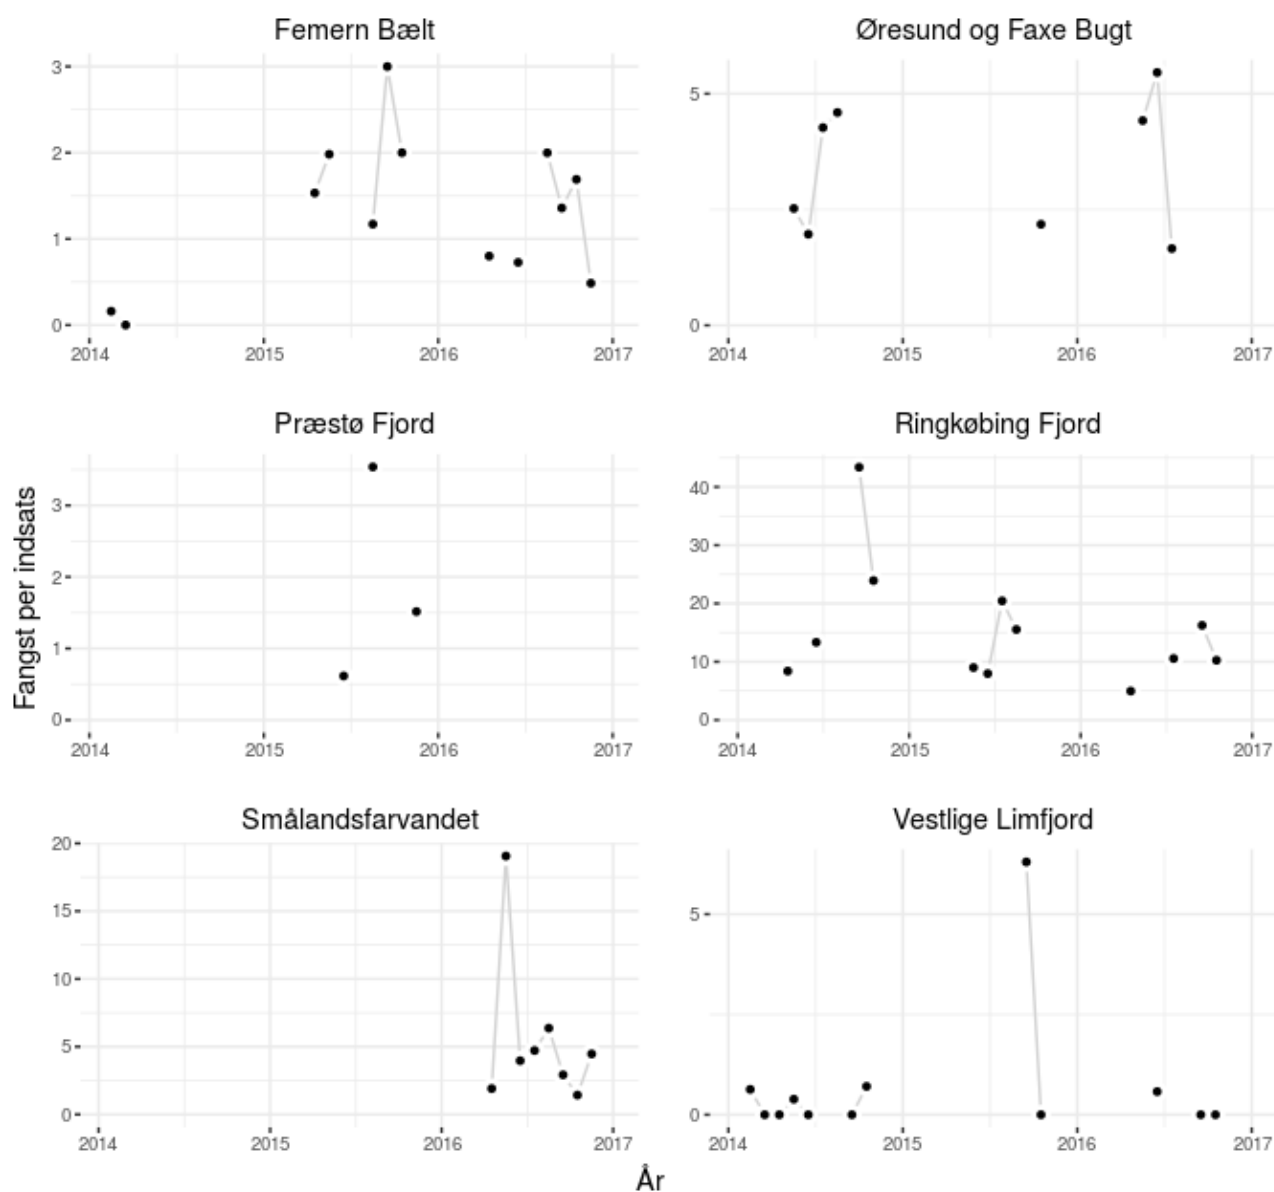 Femern Bælt
3
2
1
0
2014 2015 2016 2017
Øresund og Faxe Bugt
5
0
2014 2015 2016 2017
Fangst per indsats
Præstø Fjord
3
2
1
0
2014 2015 2016 2017
Ringkøbing Fjord
40
30
20
10
0
2014 2015 2016 2017
Smålandsfarvandet
20
15
10
5
0
2014 2015 2016 2017
Vestlige Limfjord
5
0
2014 2015 2016 2017
År